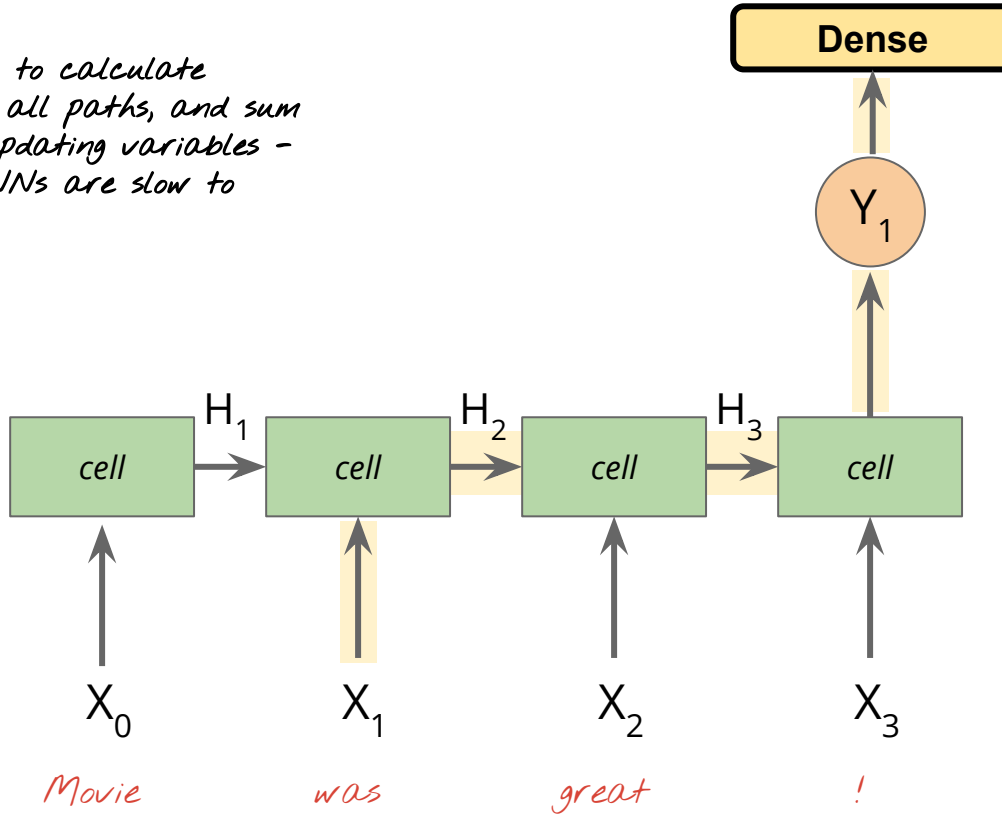 Dense
to calculate
all paths, and sum
pdating variables -
Ns are slow to
Y1
H1 H2 H3
cell cell cell cell
X0 X1 X2 X3
Movie was great !